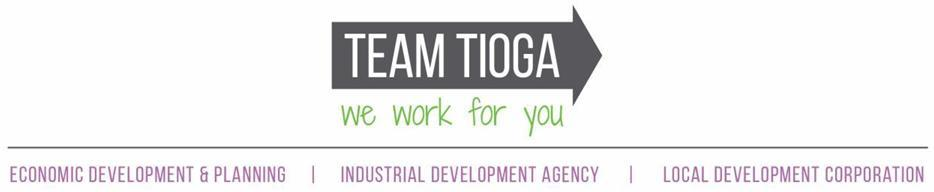 TEAM TIOGA
we work for you
ECONOMIC DEVELOPMENT & PLANNING | INDUSTRIAL DEVELOPMENT AGENCY | LOCAL DEVELOPMENT CORPORATION